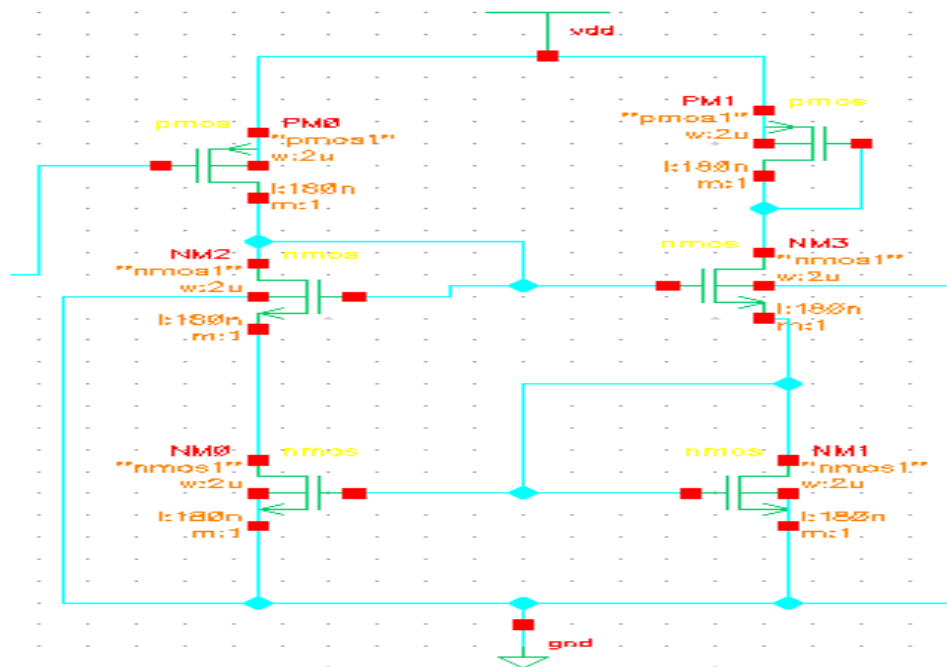 vdd
pmos PM0
"pmos1"
w:2u
l:180n
m:1
PM1 pmos
"pmos1"
w:2u
l:180n
m:1
NM2 nmos
"nmos1"
w:2u
l:180n
m:1
nmos NM3
"nmos1"
w:2u
l:180n
m:1
NM0 nmos
"nmos1"
w:2u
l:180n
m:1
nmos NM1
"nmos1"
w:2u
l:180n
m:1
gnd